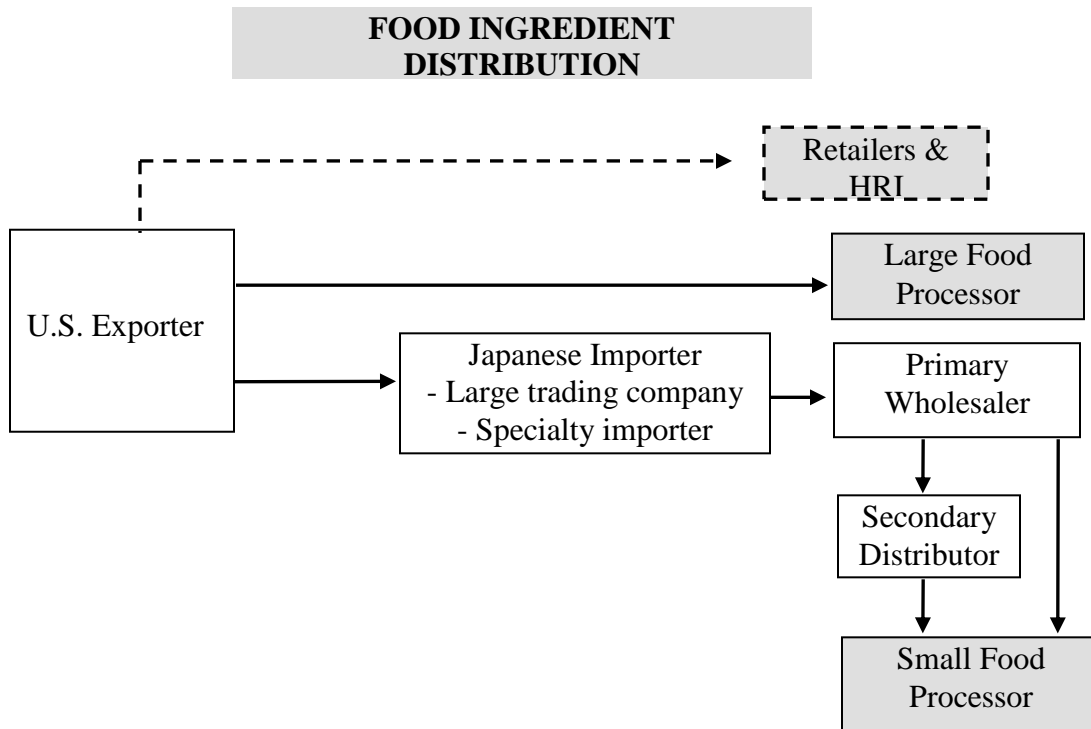 FOOD INGREDIENT
DISTRIBUTION
Retailers &
HRI
Large Food
Processor
U.S. Exporter
Japanese Importer
- Large trading company
- Specialty importer
Primary
Wholesaler
Secondary
Distributor
Small Food
Processor